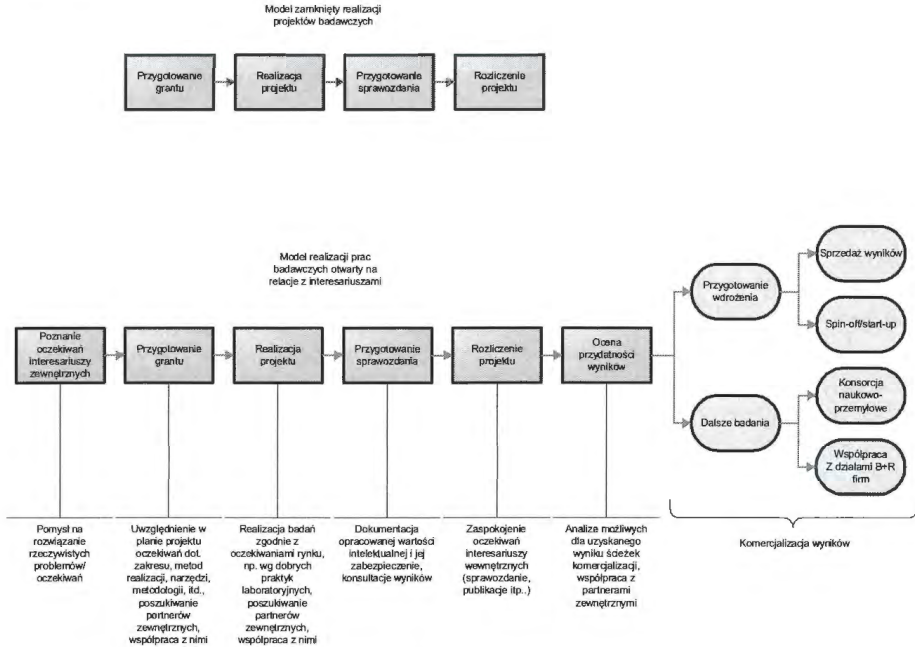 Model zamknięty realizacji
projektów badawczych
Przygotowanie
grantu
Realizacja
projektu
Przygotowanie
sprawozdania
Rozliczenie
projektu
Model realizacji prac
badawczych otwarty na
relacje z interesariuszami
Poznanie
oczekiwań
interesariuszy
zewnętrznych
Przygotowanie
grantu
Realizacja
projektu
Przygotowanie
sprawozdania
Rozliczenie
projektu
Ocena
przydatności
wyników
Przygotowanie
wdrożenia
Sprzedaż wyników
Spin-off/start-up
Dalsze badania
Konsorcja
naukowo-
przemyłowe
Współpraca
Z działami B+R
firm
Pomysł na
rozwiązanie
rzeczywistych
problemów/
oczekiwań
Uwzględnienie w
planie projektu
oczekiwań dot.
zakresu, metod
realizacji, narzędzi,
metodologii, itd.,
poszukiwanie
partnerów
zewnętrznych,
współpraca z nimi
Realizacja badań
zgodnie z
oczekiwaniami rynku,
np. wg dobrych
praktyk
laboratoryjnych,
poszukiwanie
partnerów
zewnętrznych,
współpraca z nimi
Dokumentacja
opracowanej wartości
intelektualnej i jej
zabezpieczenie,
konsultacje wyników
Zaspokojenie
oczekiwań
interesariuszy
wewnętrznych
(sprawozdanie,
publikacje itp..)
Analiza możliwych
dla uzyskanego
wyniku ścieżek
komercjalizacji,
współpraca z
partnerami
zewnętrznymi
Komercjalizacja wyników